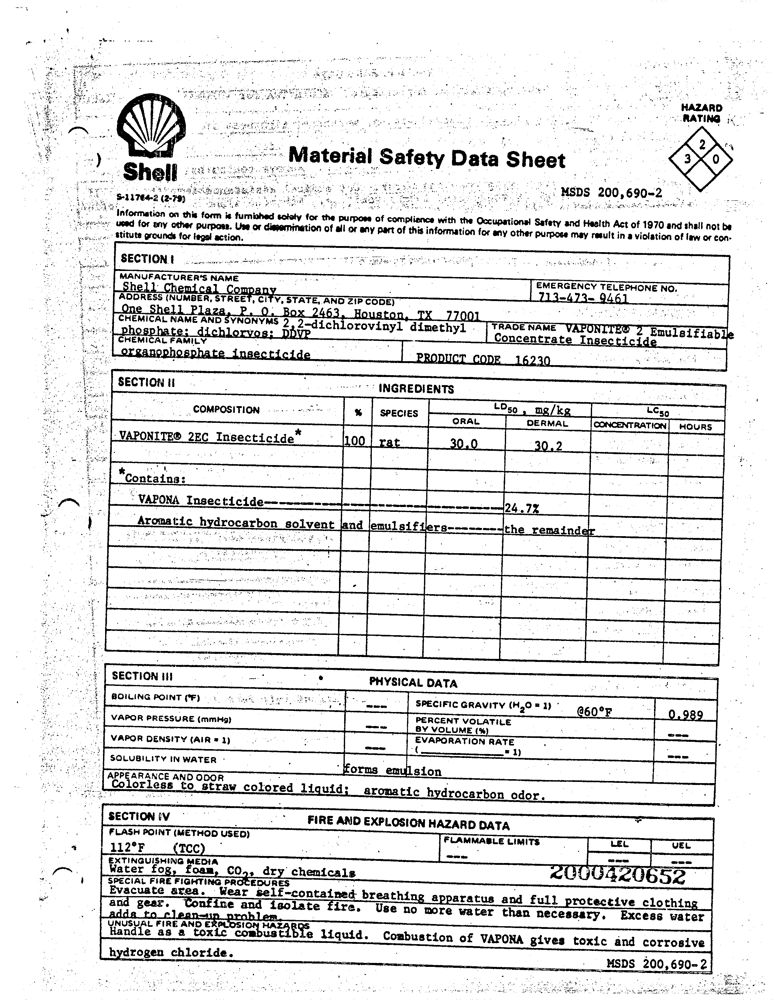 HAZARD
RATING
2
3 0
Shell
Material Safety Data Sheet
S-11764-2 (2-79)
MSDS 200,690-2
Information on this form is furnished solely for the purpose of compliance with the Occupational Safety and Health Act of 1970 and shall not be
used for any other purpose. Use or dissemination of all or any part of this information for any other purpose may result in a violation of law or con-
stitute grounds for legal action.
SECTION I
MANUFACTURER'S NAME
Shell Chemical Company
EMERGENCY TELEPHONE NO.
713-473- 9461
ADDRESS (NUMBER, STREET, CITY, STATE, AND ZIP CODE)
One Shell Plaza, P. O. Box 2463, Houston, TX 77001
CHEMICAL NAME AND SYNONYMS 2,2-dichlorovinyl dimethyl
phosphate; dichlorvos; DDVP
TRADE NAME VAPONITE® 2 Emulsifiable
Concentrate Insecticide
CHEMICAL FAMILY
organophosphate insecticide
PRODUCT CODE 16230
SECTION II
INGREDIENTS
COMPOSITION % SPECIES LD50, mg/kg LC50
ORAL DERMAL CONCENTRATION HOURS
VAPONITE® 2EC Insecticide* 100 rat 30.0 30.2
*Contains:
VAPONA Insecticide-----------------------------------24.7%
Aromatic hydrocarbon solvent and emulsifiers--------the remainder
SECTION III
PHYSICAL DATA
BOILING POINT (°F) --- SPECIFIC GRAVITY (H2O = 1) @60°F 0.989
VAPOR PRESSURE (mmHg) --- PERCENT VOLATILE
BY VOLUME (%) ---
VAPOR DENSITY (AIR = 1) --- EVAPORATION RATE
(__________ = 1) ---
SOLUBILITY IN WATER forms emulsion
APPEARANCE AND ODOR
Colorless to straw colored liquid; aromatic hydrocarbon odor.
SECTION IV
FIRE AND EXPLOSION HAZARD DATA
FLASH POINT (METHOD USED)
112°F (TCC)
FLAMMABLE LIMITS
---
LEL
---
UEL
---
EXTINGUISHING MEDIA
Water fog, foam, CO2, dry chemicals
2000420652
SPECIAL FIRE FIGHTING PROCEDURES
Evacuate area. Wear self-contained breathing apparatus and full protective clothing
and gear. Confine and isolate fire. Use no more water than necessary. Excess water
adds to clean-up problem.
UNUSUAL FIRE AND EXPLOSION HAZARDS
Handle as a toxic combustible liquid. Combustion of VAPONA gives toxic and corrosive
hydrogen chloride.
MSDS 200,690-2